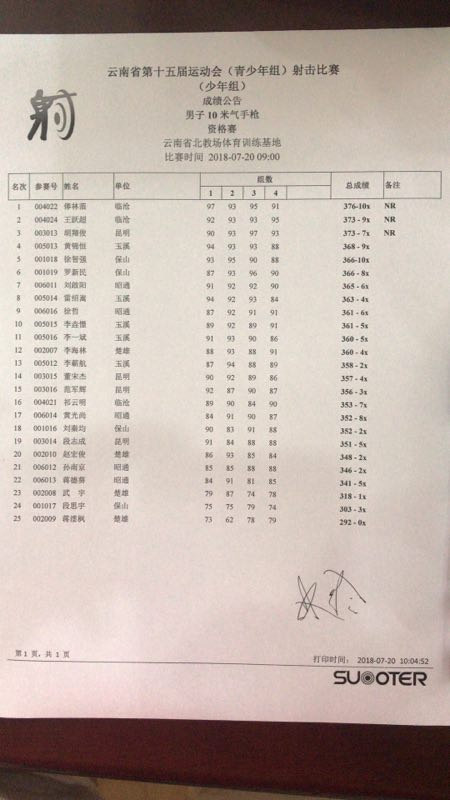 射
云南省第十五届运动会（青少年组）射击比赛
（少年组）
成绩公告
男子10米气手枪
资格赛
云南省北教场体育训练基地
比赛时间 2018-07-20 09:00
组数
名次 参赛号 姓名 单位 1 2 3 4 总成绩 备注
1 004022 林蓓 临沧 97 93 95 91 376-10x NR
2 004024 王跃超 临沧 92 93 93 95 373 - 9x NR
3 003013 胡翔俊 昆明 90 93 97 93 373 - 7x NR
4 005013 黄锦恒 玉溪 94 93 93 88 368 - 9x
5 001018 徐智强 保山 93 95 90 88 366-10x
6 001019 罗新民 保山 87 93 96 90 366 - 8x
7 006011 刘啟阳 昭通 91 92 92 90 365 - 6x
8 005014 雷绍嵩 玉溪 94 92 93 84 363 - 4x
9 006016 徐哲 昭通 87 92 91 91 361 - 6x
10 005015 李垚憬 玉溪 89 92 89 91 361 - 5x
11 005016 李一斌 玉溪 91 93 90 86 360 - 5x
12 002007 李海林 楚雄 88 93 88 91 360 - 4x
13 005012 李蕲航 玉溪 87 94 88 89 358 - 2x
14 003015 董宋杰 昆明 90 92 89 86 357 - 4x
15 003016 范军辉 昆明 92 87 90 87 356 - 3x
16 004021 祁云明 临沧 89 90 84 90 353 - 7x
17 006014 黄光尚 昭通 84 91 90 87 352 - 8x
18 001016 刘秦均 保山 90 83 91 88 352 - 2x
19 003014 段志成 昆明 91 84 88 88 351 - 5x
20 002010 赵宏俊 楚雄 86 93 85 84 348 - 2x
21 006012 孙南京 昭通 85 85 88 88 346 - 2x
22 006013 蒋德赛 昭通 84 91 81 85 341 - 5x
23 002008 武 宇 楚雄 79 87 74 78 318 - 1x
24 001017 段思宇 保山 75 75 79 74 303 - 3x
25 002009 蒋澐枫 楚雄 73 62 78 79 292 - 0x
第 1 页，共 1 页
打印时间： 2018-07-20 10:04:52
SUOOTER